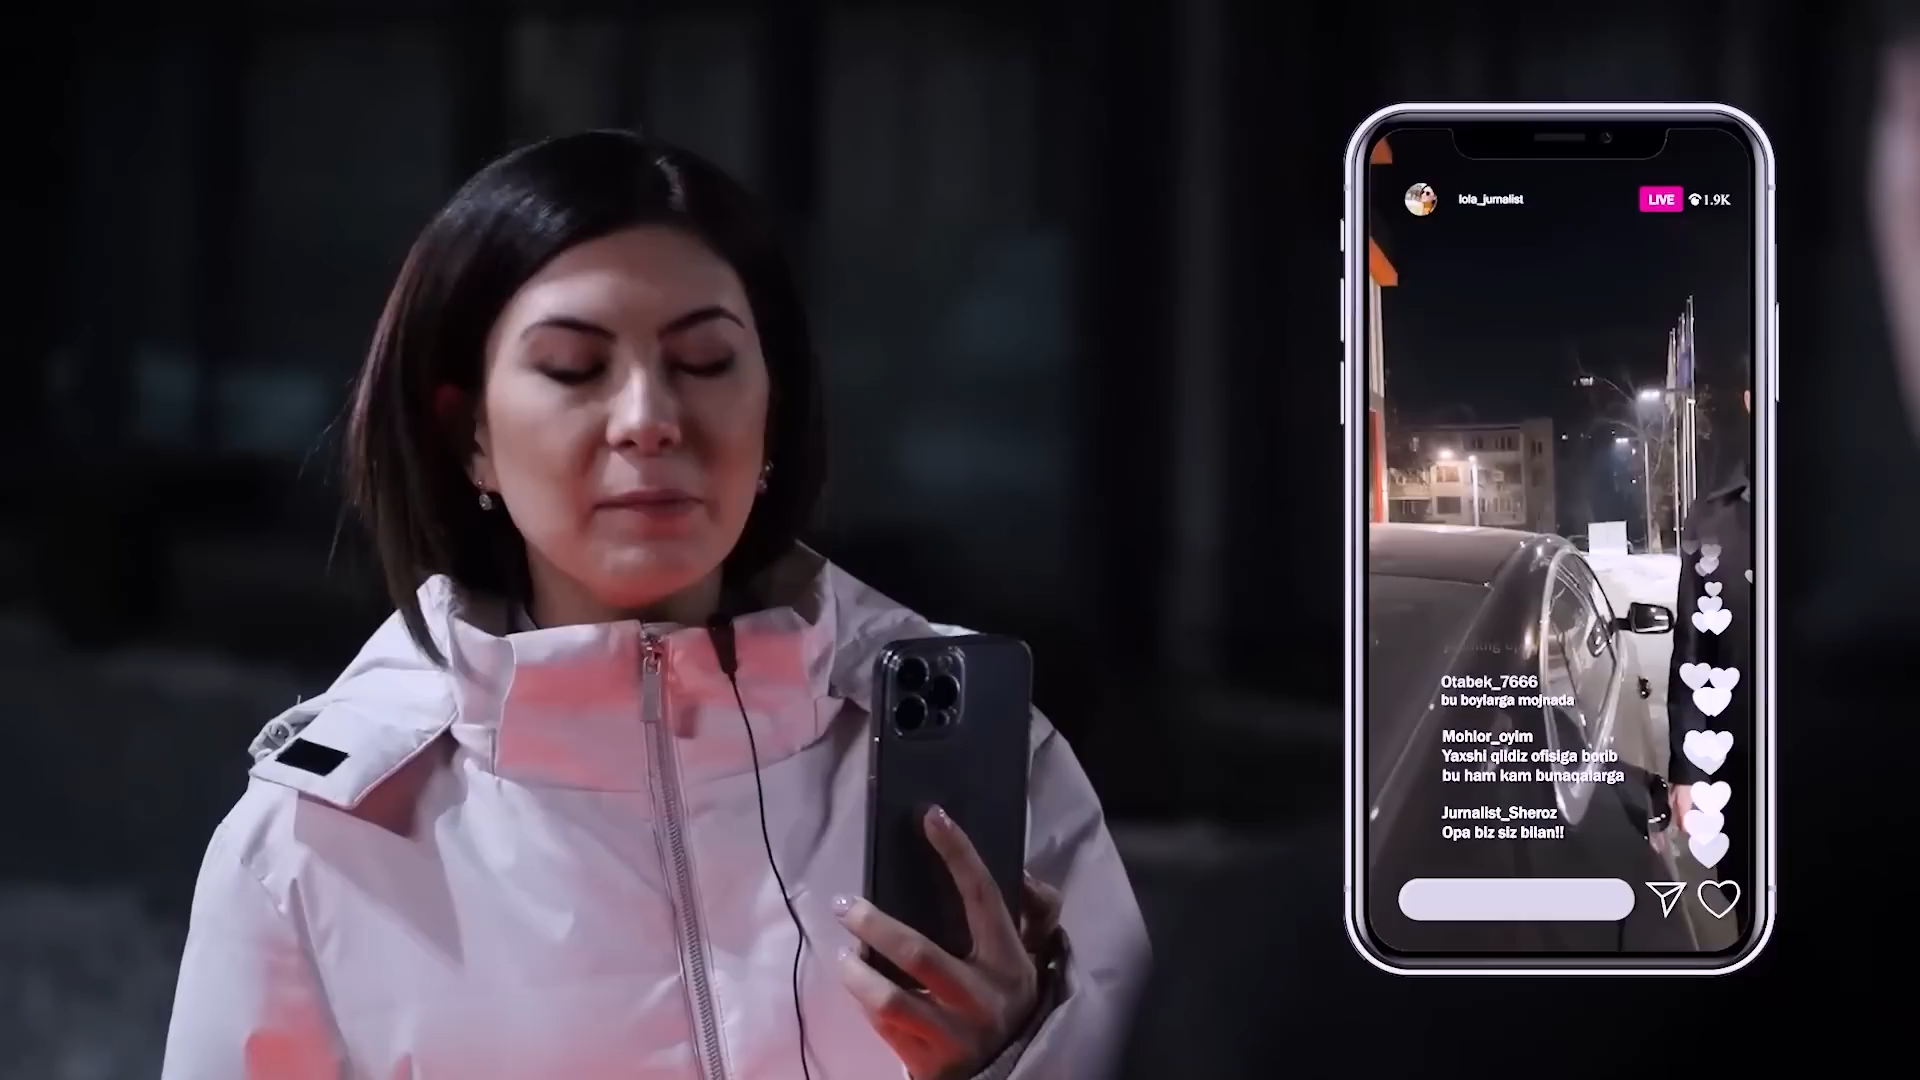 lola_jurnalist
LIVE
1.9K
Otabek_7666
bu boylarga mojnada
Mohlor_oyim
Yaxshi qildiz ofisiga borib
bu ham kam bunaqalarga
Jurnalist_Sheroz
Opa biz siz bilan!!